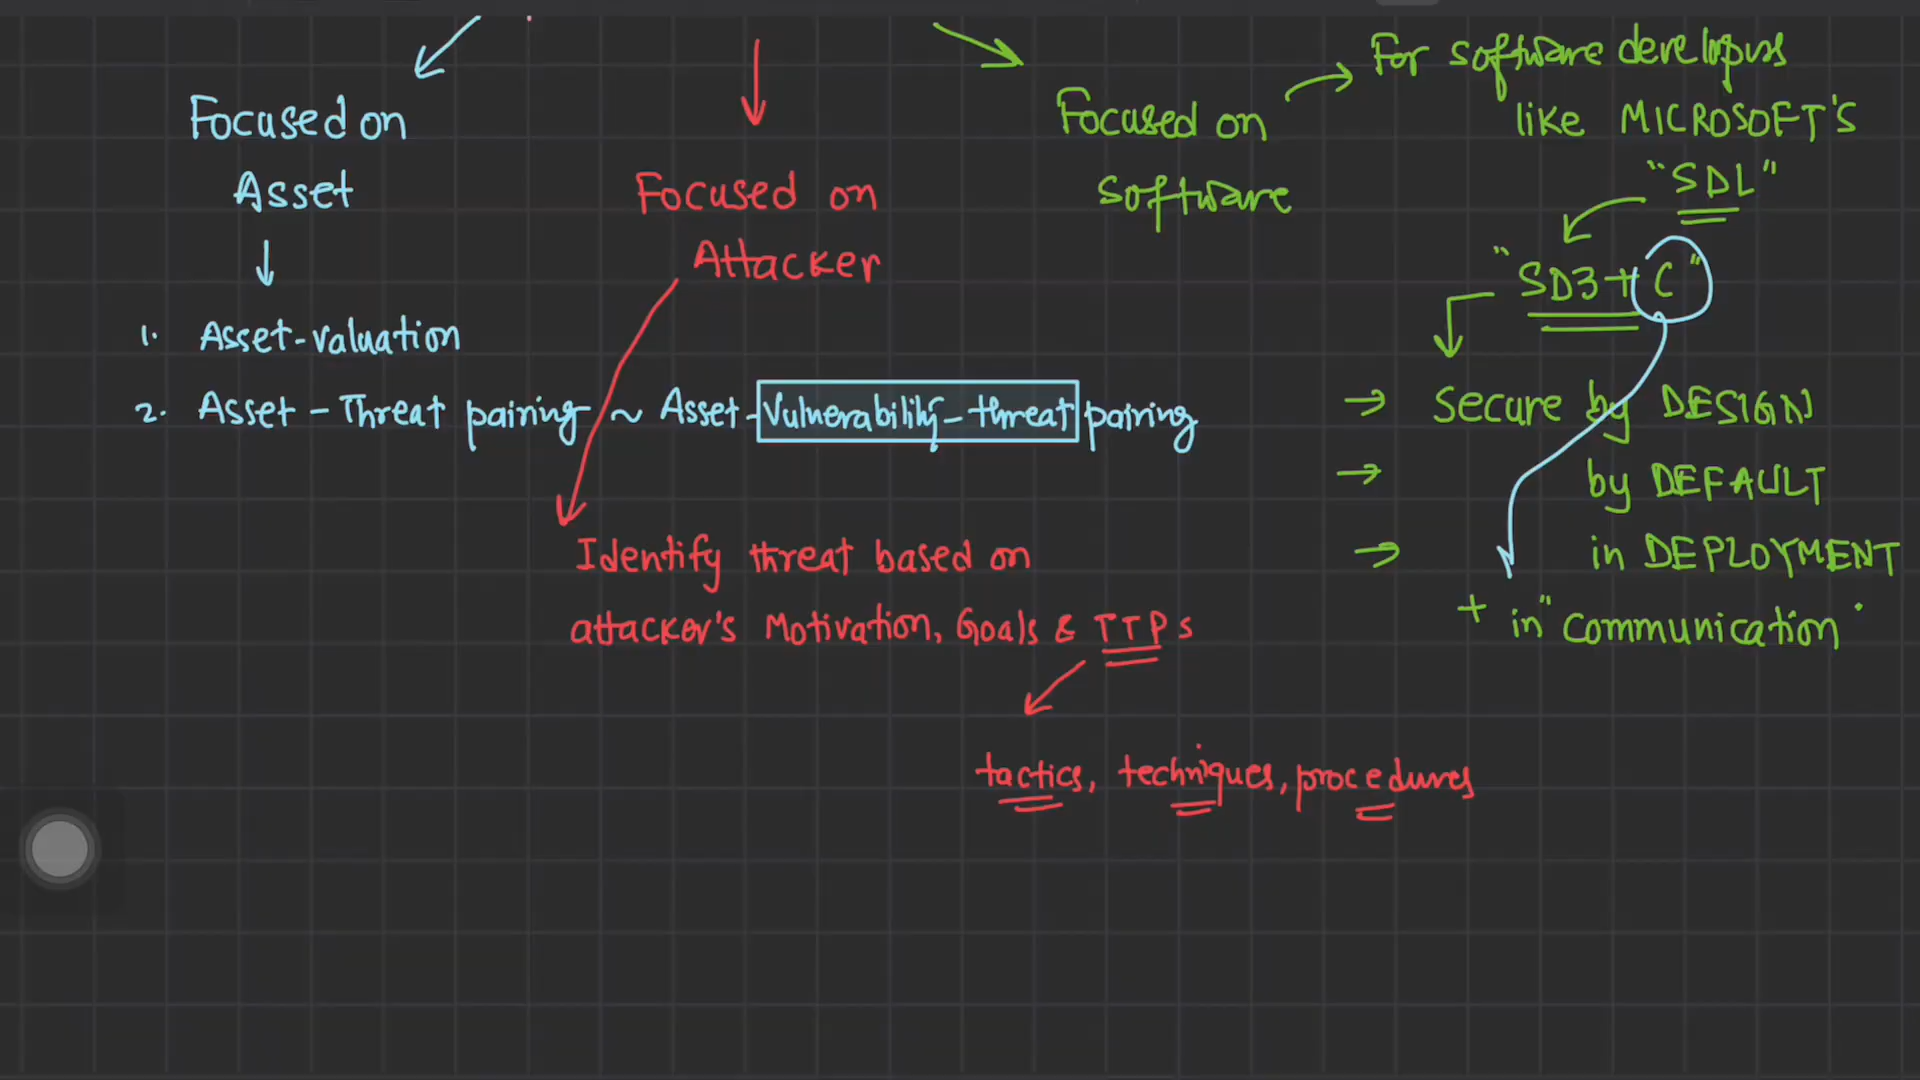 Focused on
Asset
1. Asset-valuation
2. Asset - Threat pairing ~ Asset-Vulnerability-threat pairing
Focused on
Attacker
Identify threat based on
attacker's Motivation, Goals & TTPs
tactics, techniques, procedures
Focused on
Software
For software developers
like MICROSOFT'S
"SDL"
"SD3+C"
→ Secure by DESIGN
→ by DEFAULT
→ in DEPLOYMENT
+ in "communication"